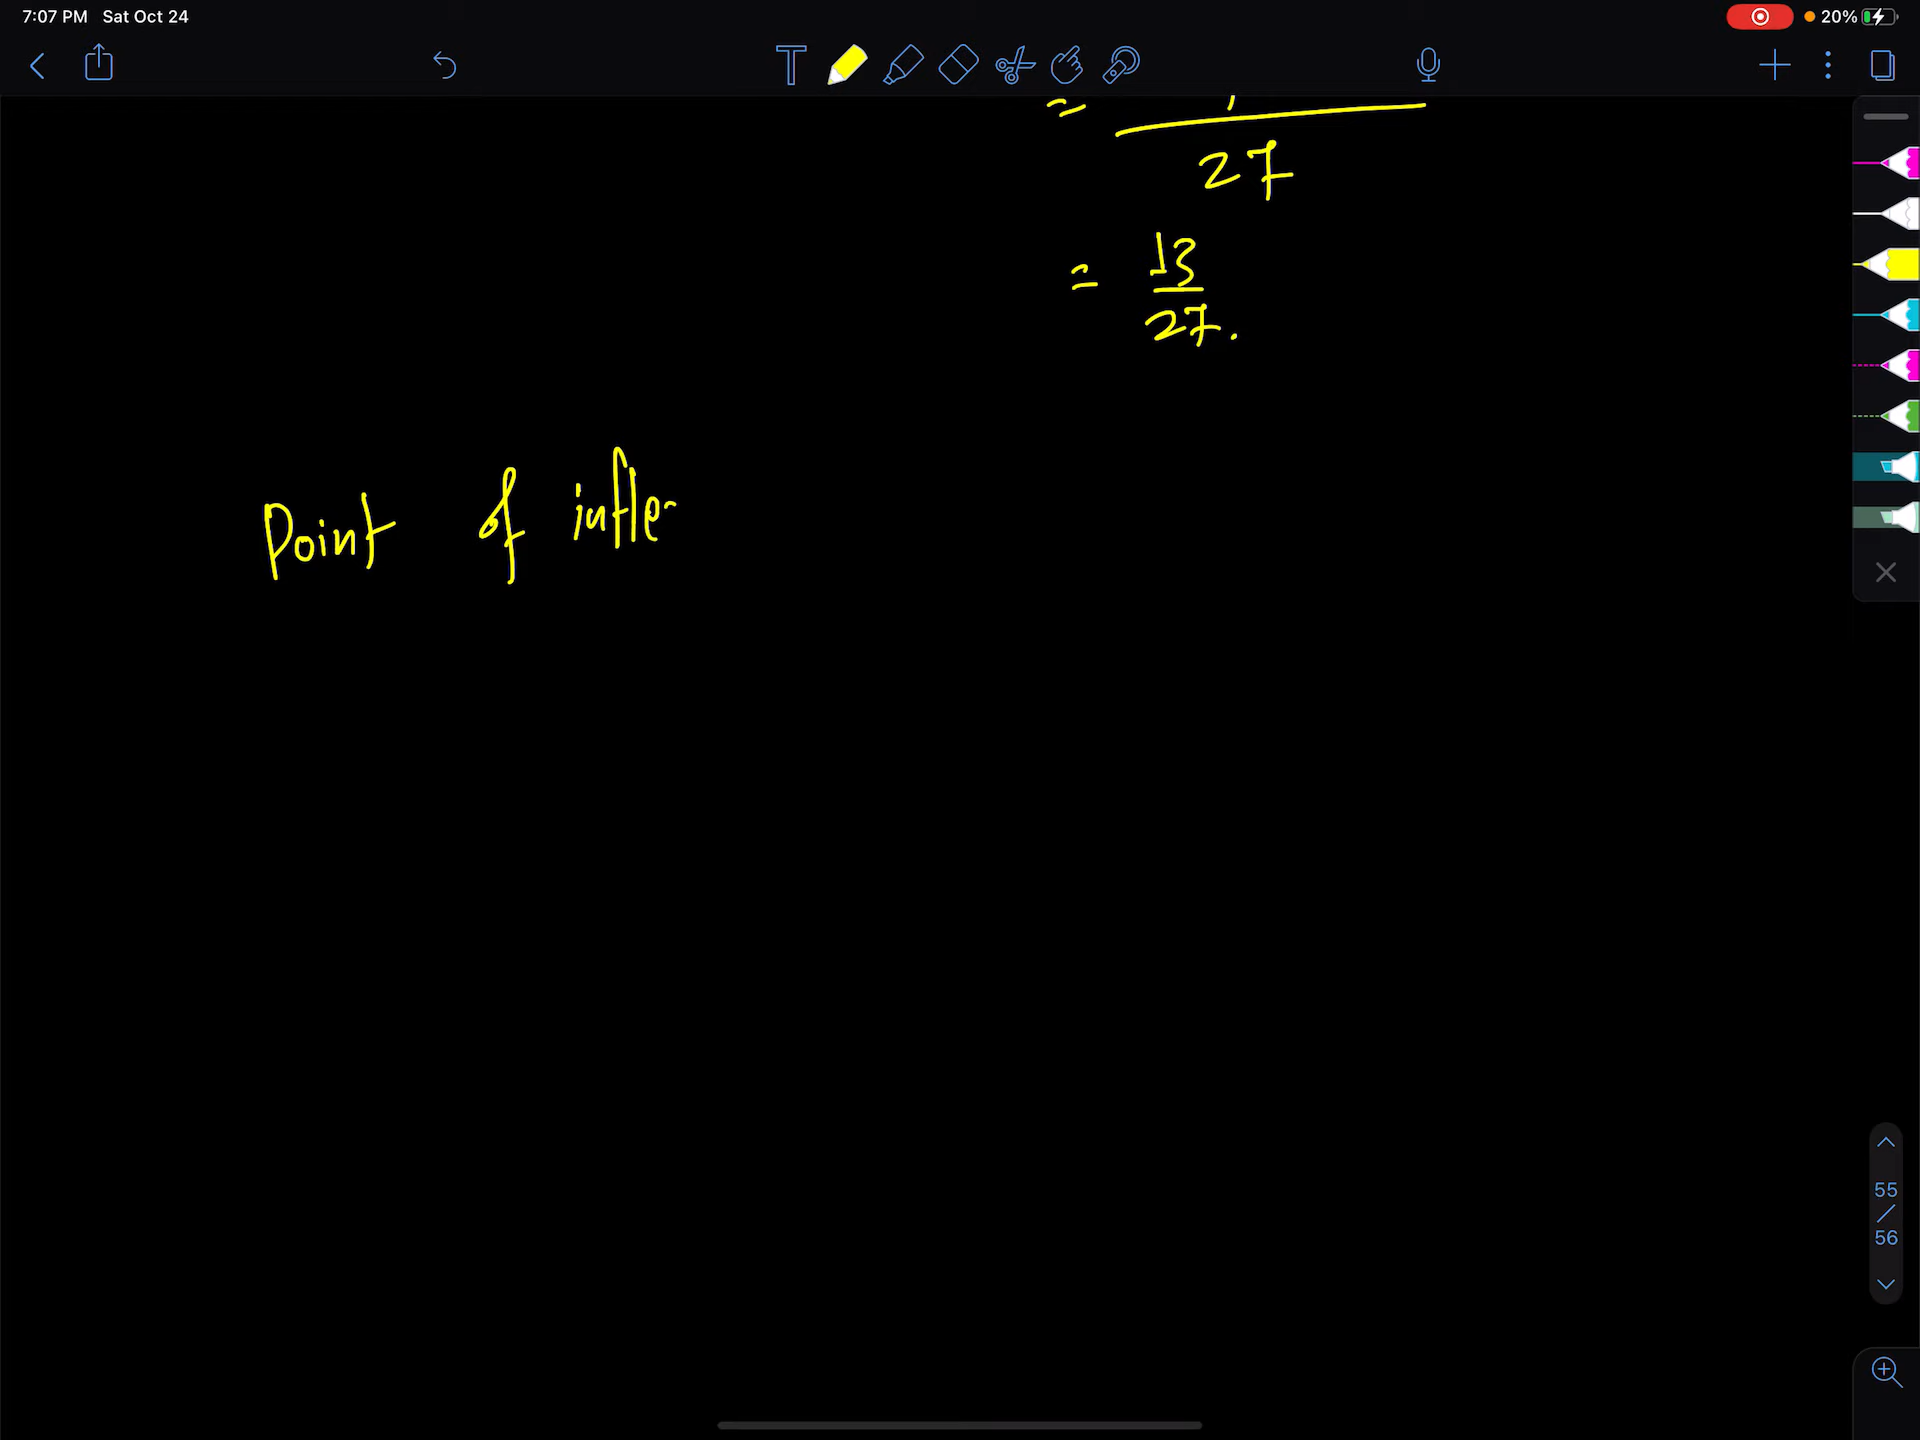 7:07 PM Sat Oct 24
20%
T
=
27
= 13
27.
Point of infle
55
/
56